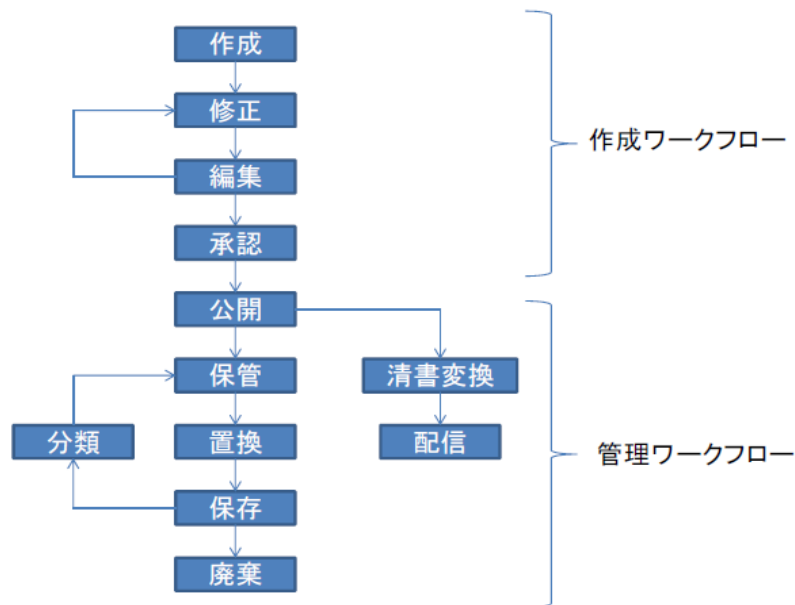 作成
修正
編集
承認
作成ワークフロー
公開
保管
清書変換
分類
置換
配信
管理ワークフロー
保存
廃棄